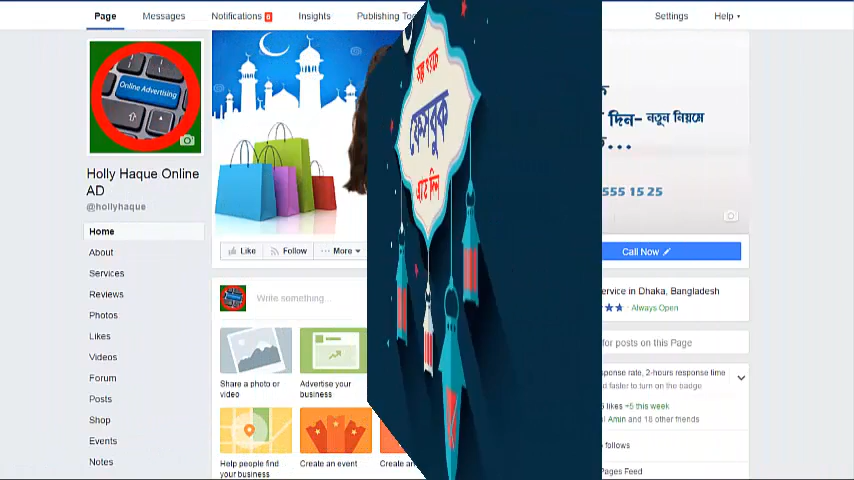 Page
Messages
Notifications 8
Insights
Publishing Too
Settings
Help
Online Advertising
Holly Haque Online
AD
@hollyhaque
Home
About
Services
Reviews
Photos
Likes
Videos
Forum
Posts
Shop
Events
Notes
Like
Follow
More
Write something...
Share a photo or
video
Advertise your
business
Help people find
your business
Create an event
Create an
ফেসবুক
এ্যাড দিন
দিন– নতুন নিয়মে
555 15 25
Call Now
ervice in Dhaka, Bangladesh
Always Open
for posts on this Page
sponse rate, 2-hours response time
d faster to turn on the badge
likes +5 this week
Amin and 18 other friends
follows
Pages Feed